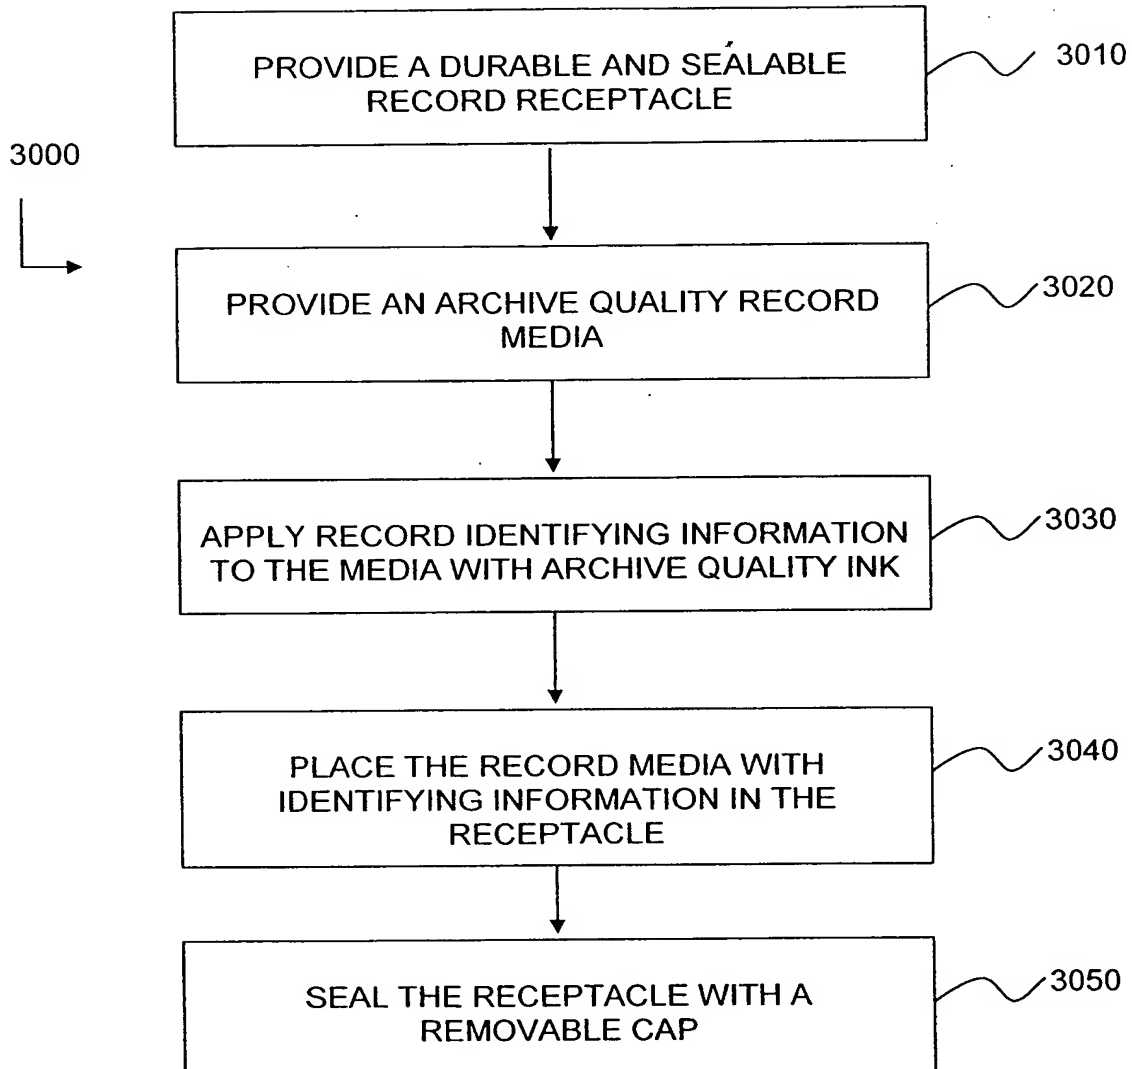 PROVIDE A DURABLE AND SEALABLE
RECORD RECEPTACLE
3010
3000
PROVIDE AN ARCHIVE QUALITY RECORD
MEDIA
3020
APPLY RECORD IDENTIFYING INFORMATION
TO THE MEDIA WITH ARCHIVE QUALITY INK
3030
PLACE THE RECORD MEDIA WITH
IDENTIFYING INFORMATION IN THE
RECEPTACLE
3040
SEAL THE RECEPTACLE WITH A
REMOVABLE CAP
3050